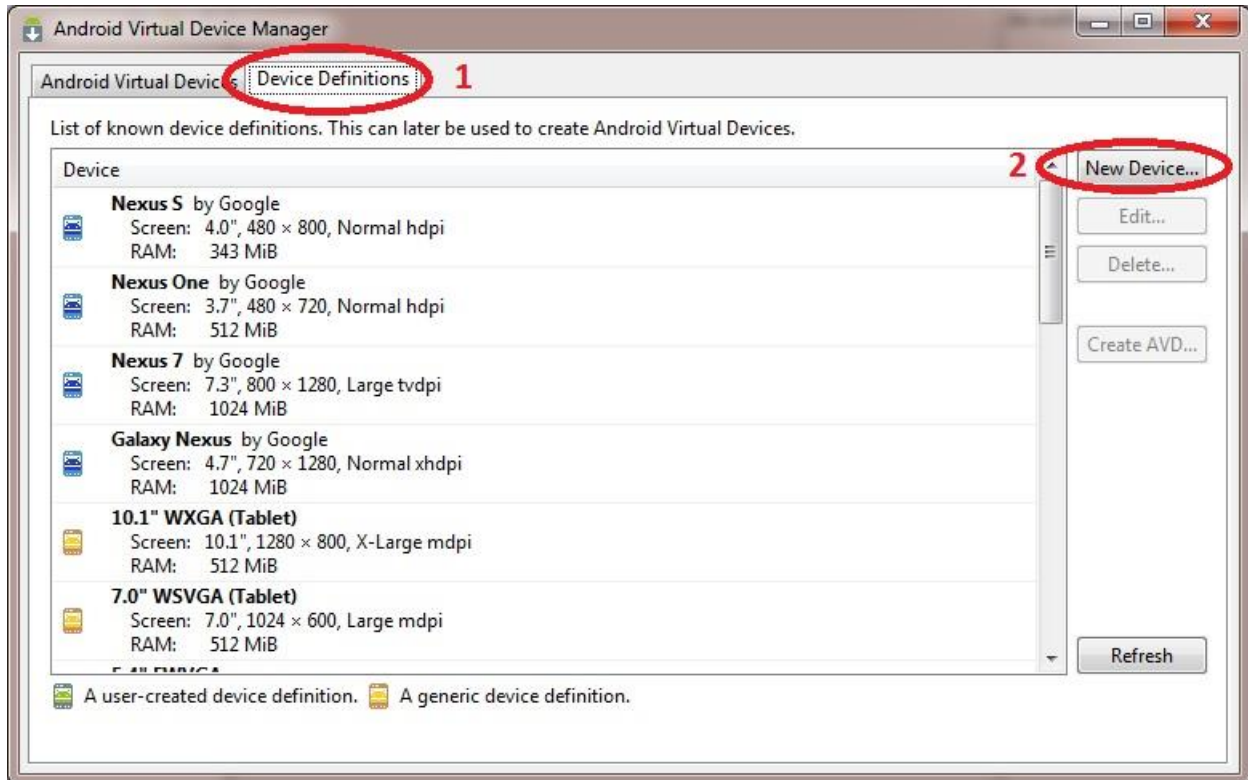 Android Virtual Device Manager
Android Virtual Devices Device Definitions 1
List of known device definitions. This can later be used to create Android Virtual Devices.
Device 2 New Device...
Nexus S by Google
Screen: 4.0", 480 × 800, Normal hdpi Edit...
RAM: 343 MiB
Delete...
Nexus One by Google
Screen: 3.7", 480 × 720, Normal hdpi
RAM: 512 MiB
Create AVD...
Nexus 7 by Google
Screen: 7.3", 800 × 1280, Large tvdpi
RAM: 1024 MiB
Galaxy Nexus by Google
Screen: 4.7", 720 × 1280, Normal xhdpi
RAM: 1024 MiB
10.1" WXGA (Tablet)
Screen: 10.1", 1280 × 800, X-Large mdpi
RAM: 512 MiB
7.0" WSVGA (Tablet)
Screen: 7.0", 1024 × 600, Large mdpi
RAM: 512 MiB
Refresh
A user-created device definition. A generic device definition.